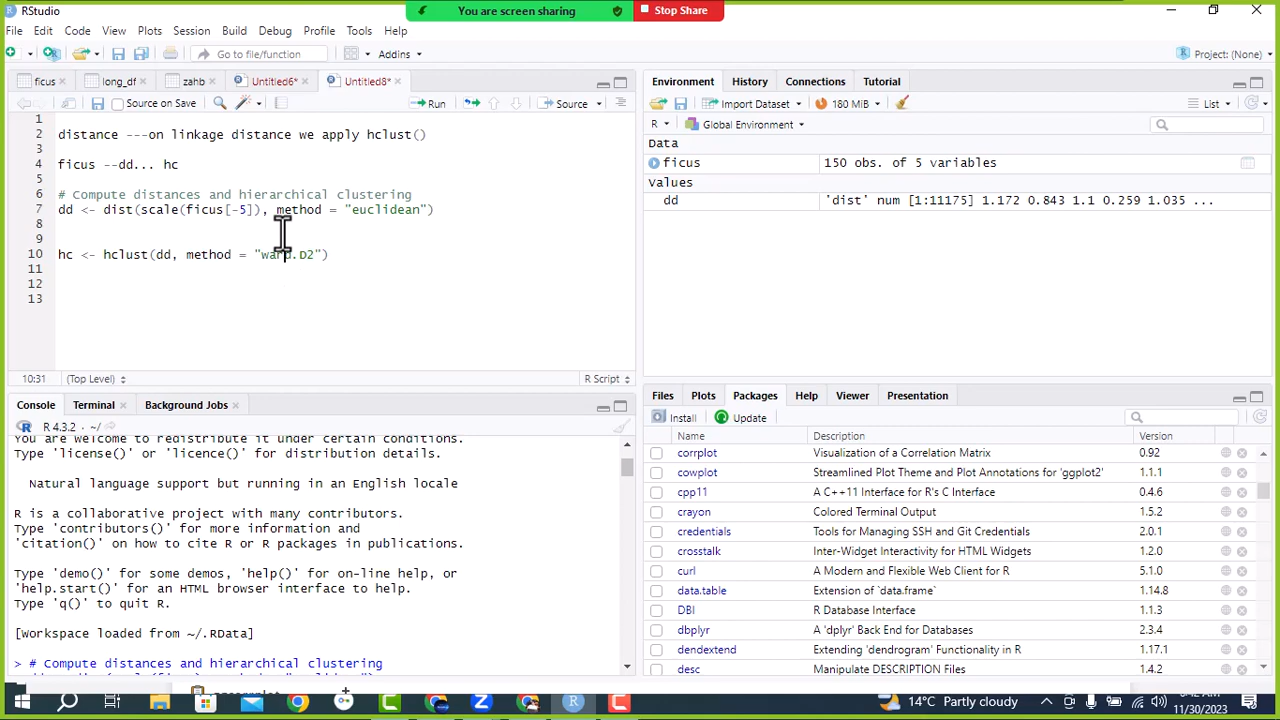 RStudio
You are screen sharing
Stop Share
File Edit Code View Plots Session Build Debug Profile Tools Help
Go to file/function
Addins
Project: (None)
ficus
long_df
zahb
Untitled6*
Untitled8*
Source on Save
Run
Source
1
2 distance ---on linkage distance we apply hclust()
3
4 ficus --dd... hc
5
6 # Compute distances and hierarchical clustering
7 dd <- dist(scale(ficus[-5]), method = "euclidean")
8
9
10 hc <- hclust(dd, method = "ward.D2")
11
12
13
10:31 (Top Level) R Script
Console Terminal Background Jobs
R 4.3.2 · ~/
You are welcome to redistribute it under certain conditions.
Type 'license()' or 'licence()' for distribution details.
Natural language support but running in an English locale
R is a collaborative project with many contributors.
Type 'contributors()' for more information and
'citation()' on how to cite R or R packages in publications.
Type 'demo()' for some demos, 'help()' for on-line help, or
'help.start()' for an HTML browser interface to help.
Type 'q()' to quit R.
[workspace loaded from ~/.RData]
> # Compute distances and hierarchical clustering
Environment History Connections Tutorial
Import Dataset 180 MiB List
R Global Environment
Data
ficus 150 obs. of 5 variables
Values
dd 'dist' num [1:11175] 1.172 0.843 1.1 0.259 1.035 ...
Files Plots Packages Help Viewer Presentation
Install Update
Name Description Version
corrplot Visualization of a Correlation Matrix 0.92
cowplot Streamlined Plot Theme and Plot Annotations for 'ggplot2' 1.1.1
cpp11 A C++11 Interface for R's C Interface 0.4.6
crayon Colored Terminal Output 1.5.2
credentials Tools for Managing SSH and Git Credentials 2.0.1
crosstalk Inter-Widget Interactivity for HTML Widgets 1.2.0
curl A Modern and Flexible Web Client for R 5.1.0
data.table Extension of `data.frame` 1.14.8
DBI R Database Interface 1.1.3
dbplyr A 'dplyr' Back End for Databases 2.3.4
dendextend Extending 'dendrogram' Functionality in R 1.17.1
desc Manipulate DESCRIPTION Files 1.4.2
14°C Partly cloudy
11/30/2023